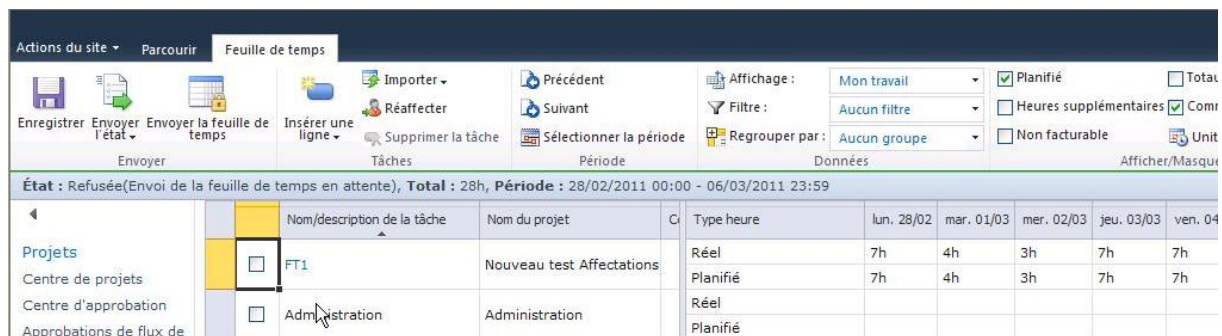 Actions du site Parcourir Feuille de temps
Importer Précédent Affichage : Mon travail Planifié
Réaffecter Suivant Filtre : Aucun filtre Heures supplémentaires
Enregistrer Envoyer l'état Envoyer la feuille de temps Insérer une ligne Supprimer la tâche Sélectionner la période Regrouper par : Aucun groupe Non facturable
Envoyer Tâches Période Données
État : Refusée(Envoi de la feuille de temps en attente), Total : 28h, Période : 28/02/2011 00:00 - 06/03/2011 23:59
Nom/description de la tâche Nom du projet Type heure lun. 28/02 mar. 01/03 mer. 02/03 jeu. 03/03 ven. 04
Projets
FT1 Nouveau test Affectations Réel 7h 4h 3h 7h 7h
Centre de projets Planifié 7h 4h 3h 7h 7h
Centre d'approbation Administration Administration Réel
Approbations de flux de Planifié